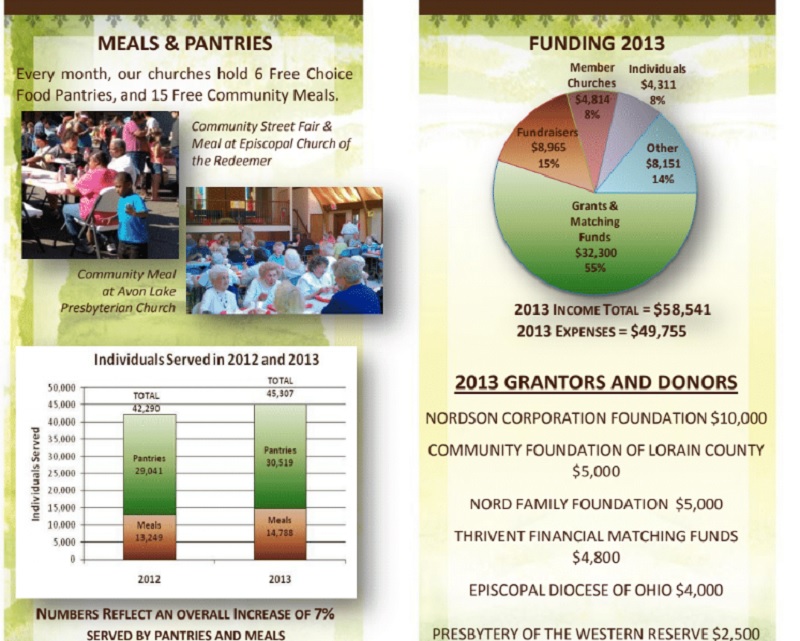 MEALS & PANTRIES
Every month, our churches hold 6 Free Choice
Food Pantries, and 15 Free Community Meals.
Community Street Fair &
Meal at Episcopal Church of
the Redeemer
Community Meal
at Avon Lake
Presbyterian Church
Individuals Served in 2012 and 2013
Individuals Served
50,000
45,000
40,000
35,000
30,000
25,000
20,000
15,000
10,000
5,000
0
TOTAL
42,290
Pantries
29,041
Meals
13,249
2012
TOTAL
45,307
Pantries
30,519
Meals
14,788
2013
NUMBERS REFLECT AN OVERALL INCREASE OF 7%
SERVED BY PANTRIES AND MEALS
FUNDING 2013
Member
Churches
$4,814
8%
Individuals
$4,311
8%
Fundraisers
$8,965
15%
Other
$8,151
14%
Grants &
Matching
Funds
$32,300
55%
2013 INCOME TOTAL = $58,541
2013 EXPENSES = $49,755
2013 GRANTORS AND DONORS
NORDSON CORPORATION FOUNDATION $10,000
COMMUNITY FOUNDATION OF LORAIN COUNTY
$5,000
NORD FAMILY FOUNDATION $5,000
THRIVENT FINANCIAL MATCHING FUNDS
$4,800
EPISCOPAL DIOCESE OF OHIO $4,000
PRESBYTERY OF THE WESTERN RESERVE $2,500